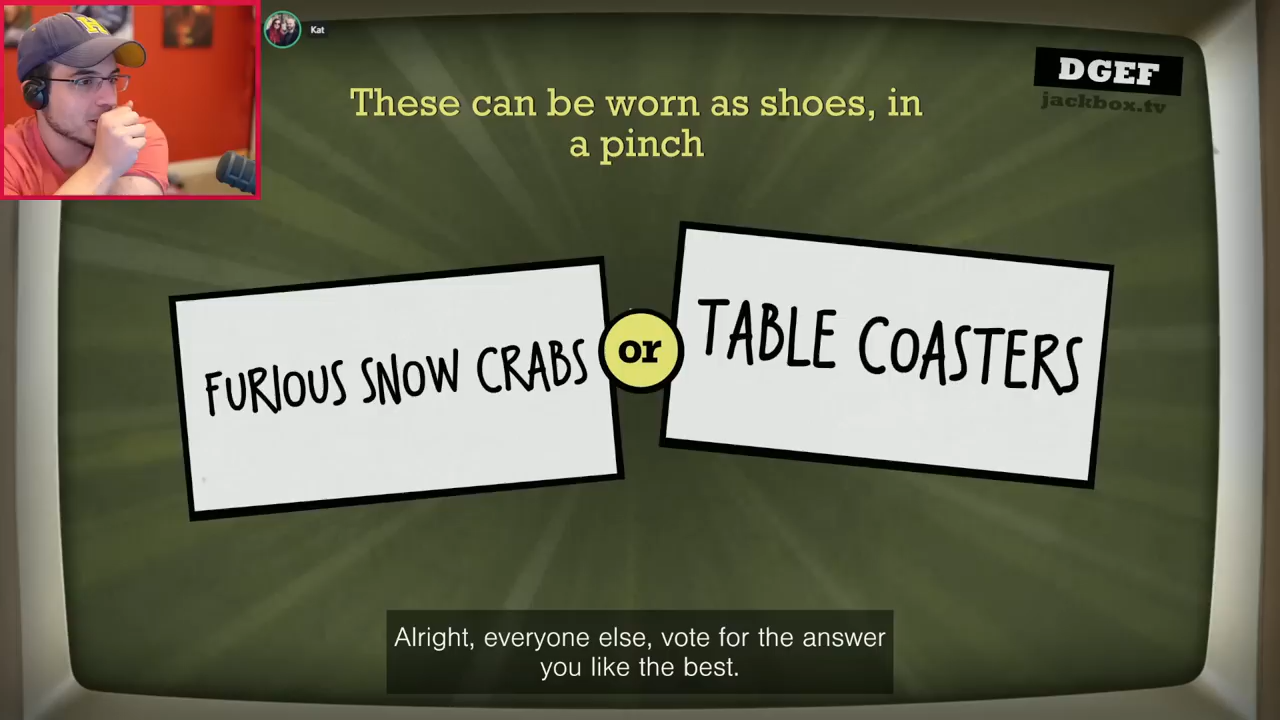 Kat
DGEF
jackbox.tv
These can be worn as shoes, in
a pinch
FURIOUS SNOW CRABS
or
TABLE COASTERS
Alright, everyone else, vote for the answer
you like the best.